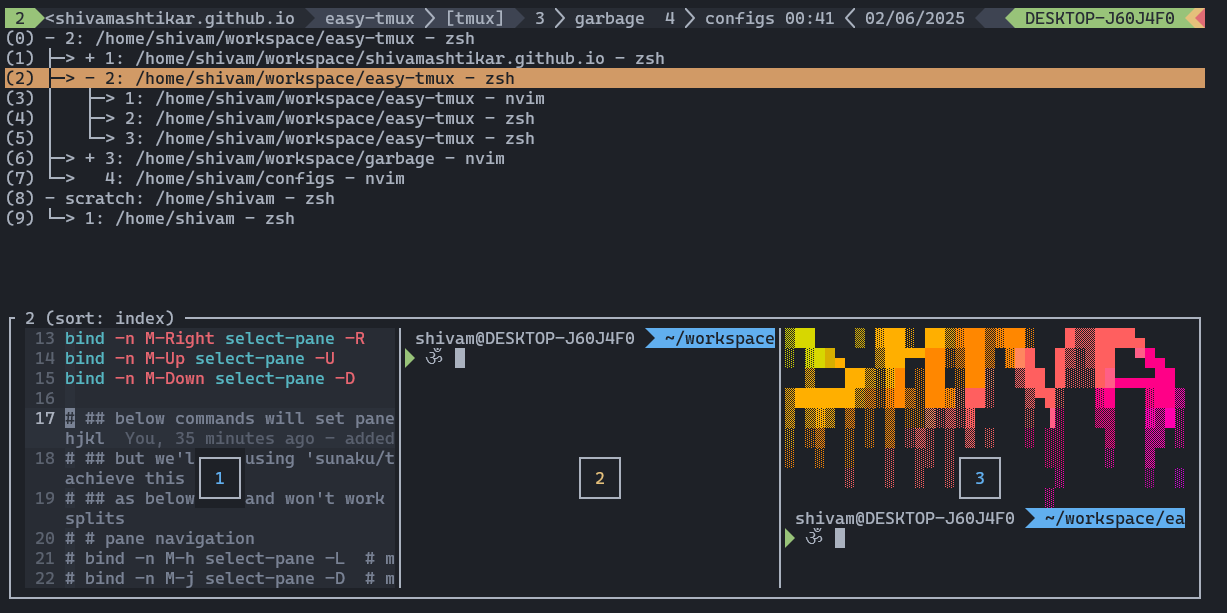 2 <shivamashtikar.github.io easy-tmux [tmux] 3 garbage 4 configs 00:41 02/06/2025 DESKTOP-J60J4F0
(0) - 2: /home/shivam/workspace/easy-tmux - zsh
(1) ├─> + 1: /home/shivam/workspace/shivamashtikar.github.io - zsh
(2) ├─> - 2: /home/shivam/workspace/easy-tmux - zsh
(3) │   ├─> 1: /home/shivam/workspace/easy-tmux - nvim
(4) │   ├─> 2: /home/shivam/workspace/easy-tmux - zsh
(5) │   └─> 3: /home/shivam/workspace/easy-tmux - zsh
(6) ├─> + 3: /home/shivam/workspace/garbage - nvim
(7) └─>   4: /home/shivam/configs - nvim
(8) - scratch: /home/shivam - zsh
(9) └─> 1: /home/shivam - zsh
2 (sort: index)
13 bind -n M-Right select-pane -R
14 bind -n M-Up select-pane -U
15 bind -n M-Down select-pane -D
16
17 # ## below commands will set pane
hjkl You, 35 minutes ago - added
18 # ## but we'l using 'sunaku/t
achieve this
19 # ## as below and won't work
splits
20 # # pane navigation
21 # bind -n M-h select-pane -L # m
22 # bind -n M-j select-pane -D # m
1
shivam@DESKTOP-J60J4F0 ~/workspace
ॐ
2
3
shivam@DESKTOP-J60J4F0 ~/workspace/ea
ॐ